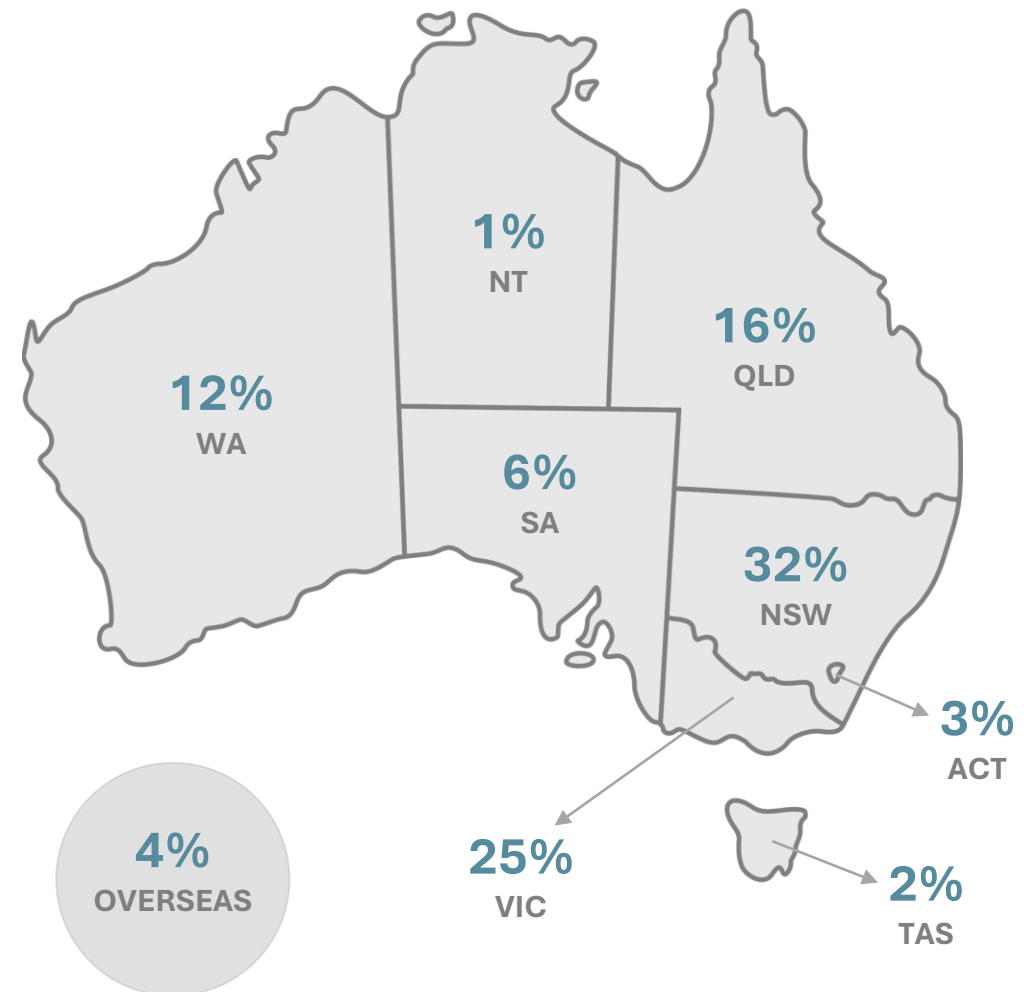 1%
NT
16%
QLD
12%
WA
6%
SA
32%
NSW
3%
ACT
4%
OVERSEAS
25%
VIC
2%
TAS